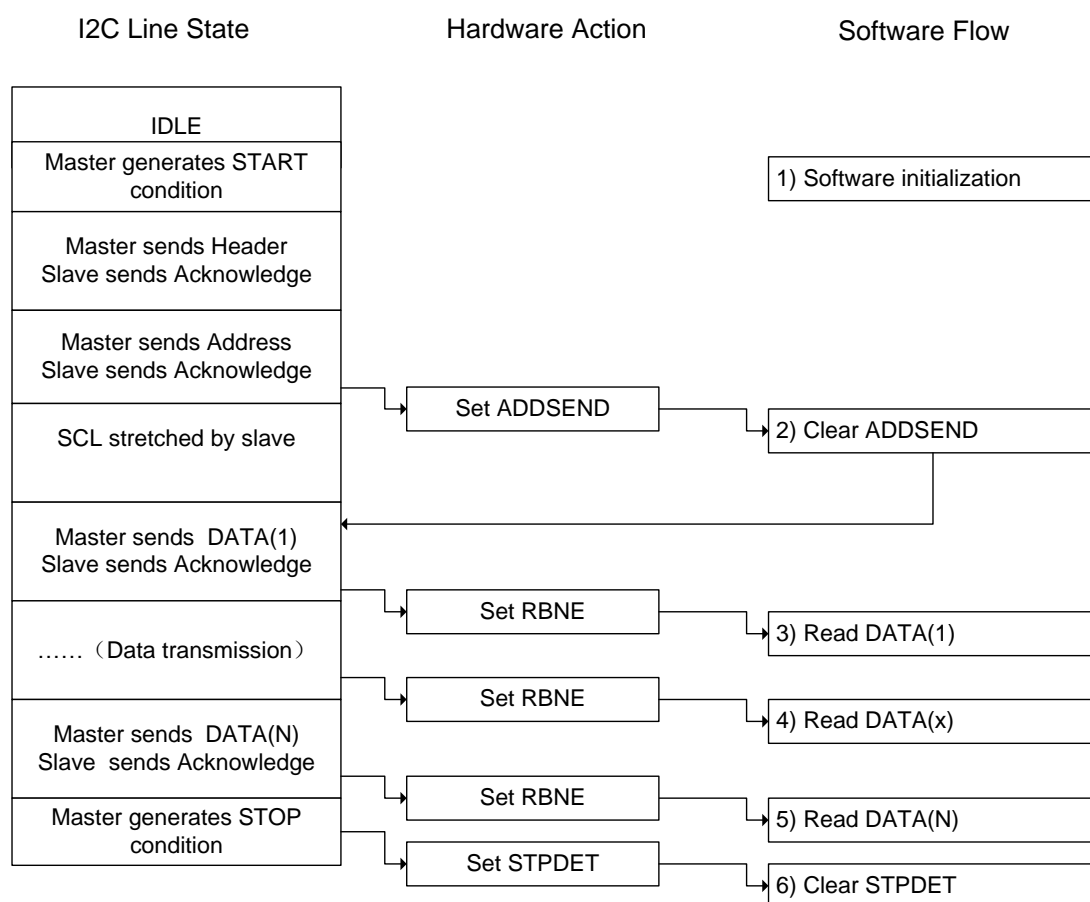 I2C Line State
Hardware Action
Software Flow
IDLE
Master generates START
condition
1) Software initialization
Master sends Header
Slave sends Acknowledge
Master sends Address
Slave sends Acknowledge
Set ADDSEND
2) Clear ADDSEND
SCL stretched by slave
Master sends DATA(1)
Slave sends Acknowledge
Set RBNE
3) Read DATA(1)
……（Data transmission）
Set RBNE
4) Read DATA(x)
Master sends DATA(N)
Slave sends Acknowledge
Set RBNE
5) Read DATA(N)
Master generates STOP
condition
Set STPDET
6) Clear STPDET